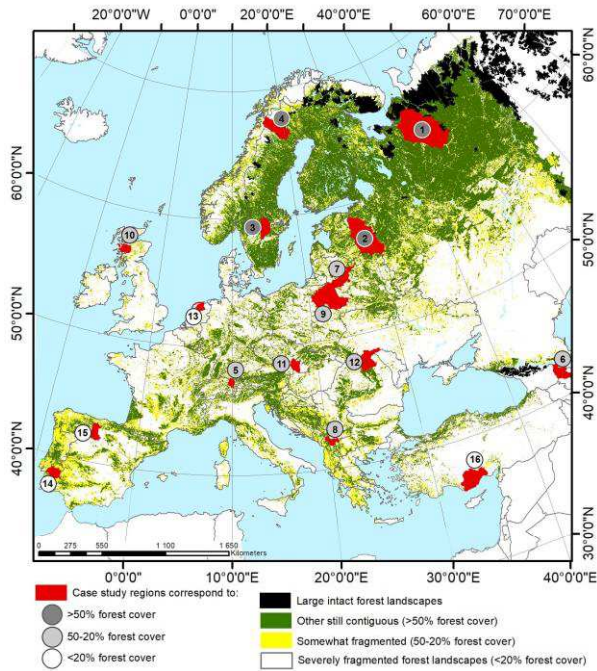 20°0'0"W 10°0'0"W 0°0'0" 10°0'0"E 20°0'0"E 40°0'0"E 60°0'0"E 70°0'0"E
60°0'0"N
60°0'0"N
50°0'0"N
50°0'0"N
40°0'0"N
40°0'0"N
30°0'0"N
1
4
3
2
10
7
13
9
5
11
12
6
8
15
14
16
0 275 550 1 100 1 650
Kilometers
0°0'0" 10°0'0"E 20°0'0"E 30°0'0"E 40°0'0"E
Case study regions correspond to:
>50% forest cover
50-20% forest cover
<20% forest cover
Large intact forest landscapes
Other still contiguous (>50% forest cover)
Somewhat fragmented (50-20% forest cover)
Severely fragmented forest landscapes (<20% forest cover)